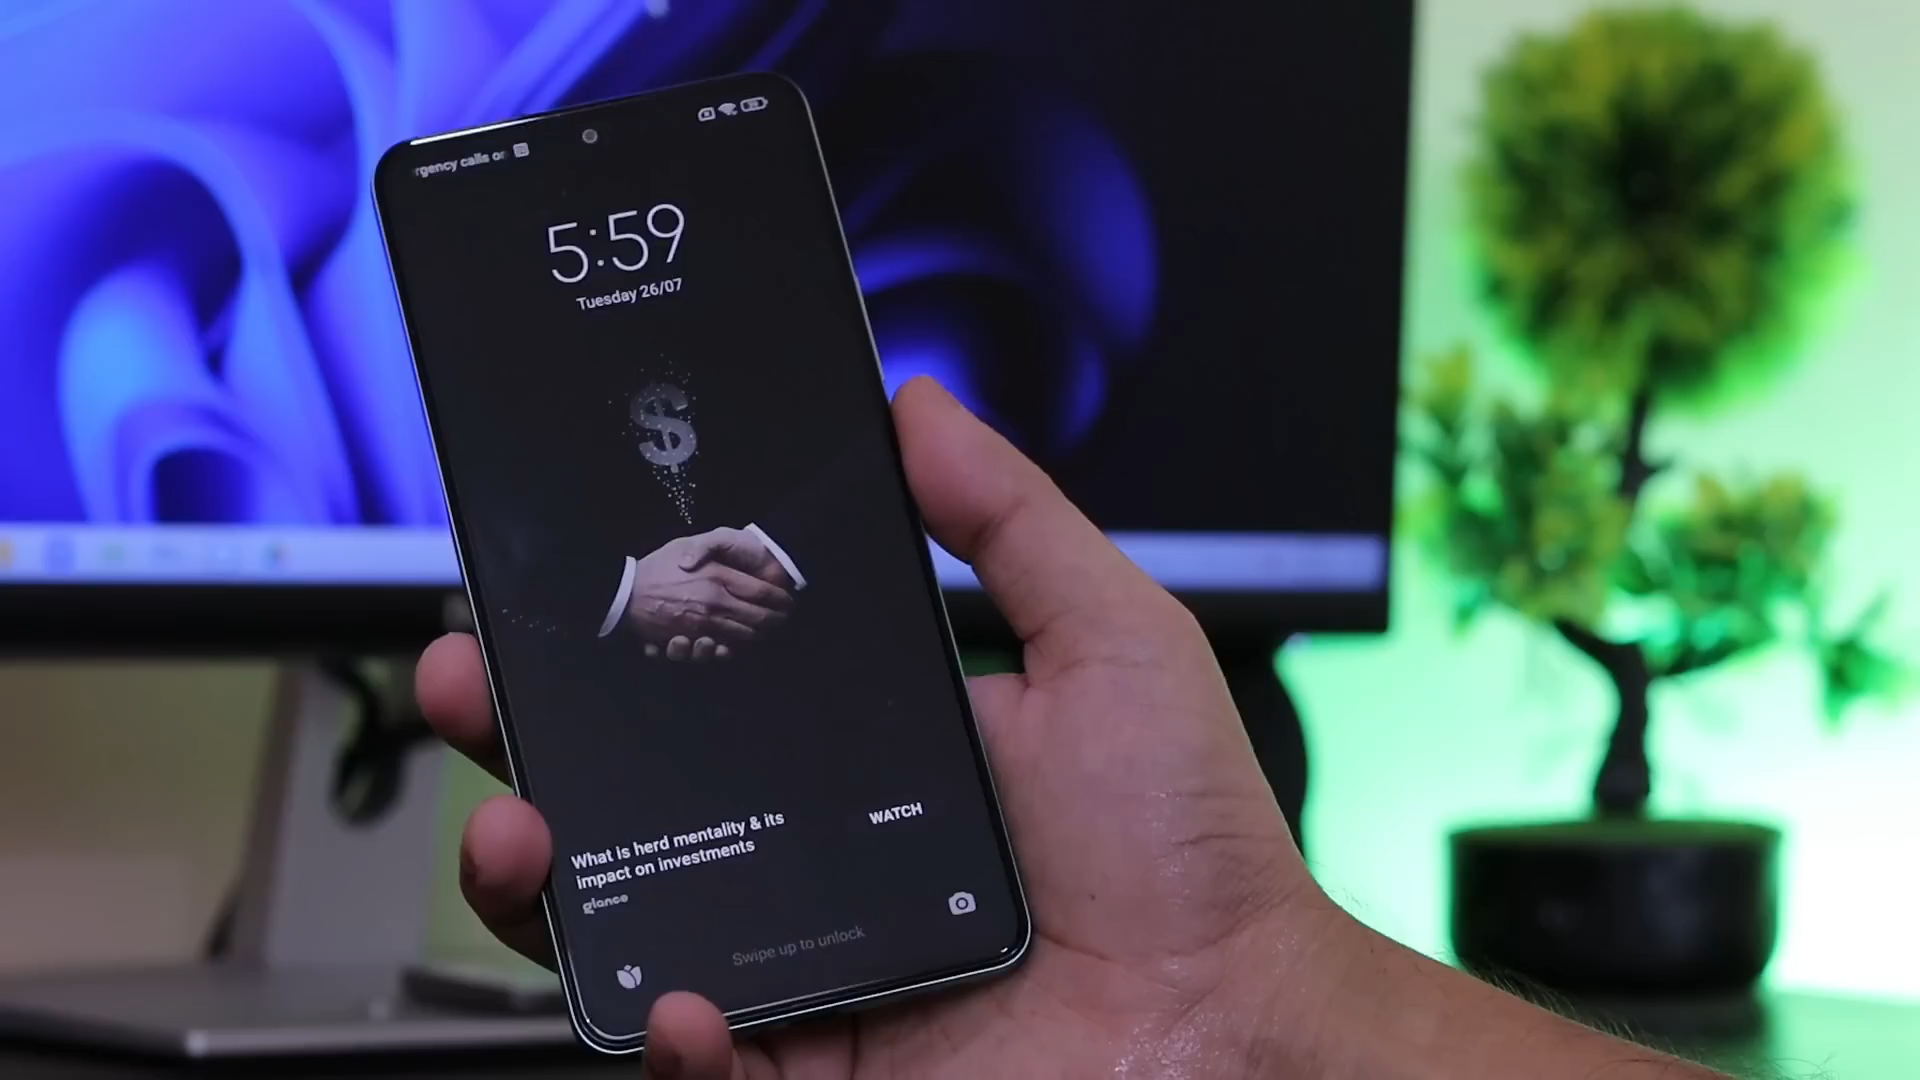 rgency calls or
5:59
Tuesday 26/07
$
What is herd mentality & its
impact on investments
WATCH
glance
Swipe up to unlock